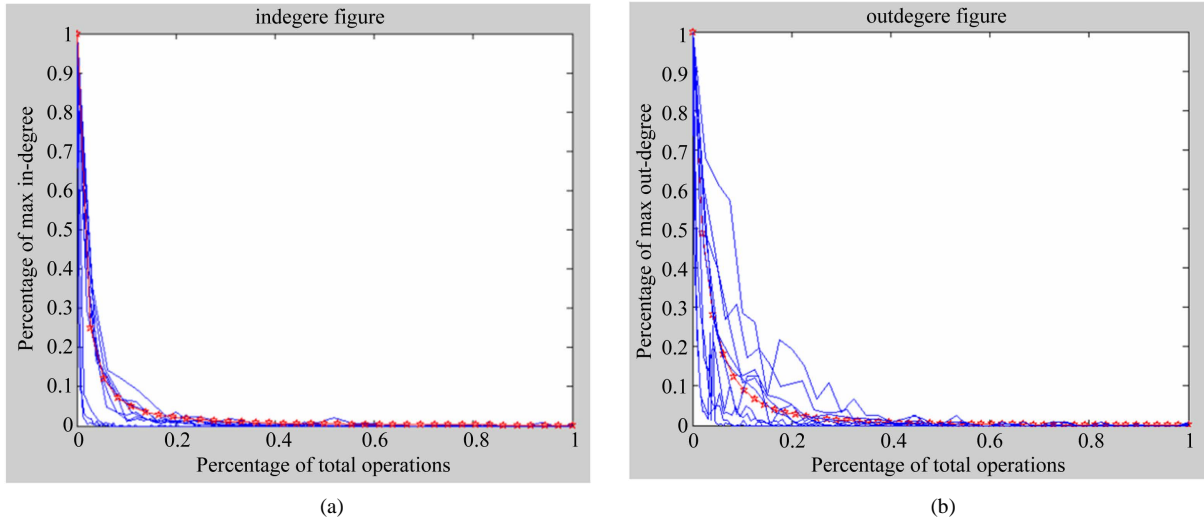 indegere figure
1
0.9
0.8
0.7
0.6
0.5
0.4
0.3
0.2
0.1
0
Percentage of max in-degree
0 0.2 0.4 0.6 0.8 1
Percentage of total operations
(a)
outdegere figure
1
0.9
0.8
0.7
0.6
0.5
0.4
0.3
0.2
0.1
0
Percentage of max out-degree
0 0.2 0.4 0.6 0.8 1
Percentage of total operations
(b)